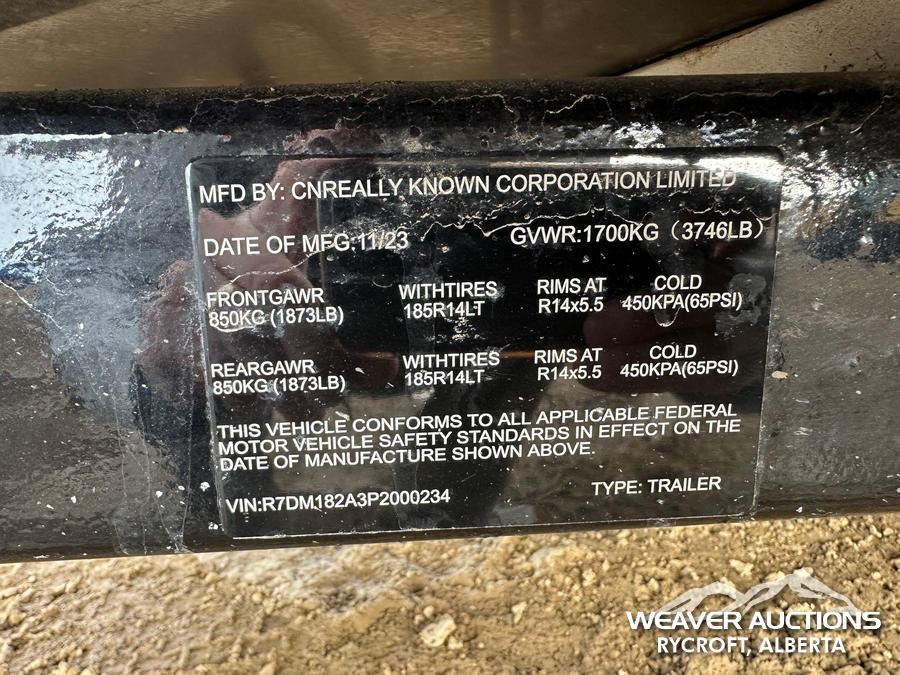 MFD BY: CNREALLY KNOWN CORPORATION LIMITED
DATE OF MFG:11/23 GVWR:1700KG (3746LB)
FRONTGAWR WITHTIRES RIMS AT COLD
850KG (1873LB) 185R14LT R14x5.5 450KPA(65PSI)
REARGAWR WITHTIRES RIMS AT COLD
850KG (1873LB) 185R14LT R14x5.5 450KPA(65PSI)
THIS VEHICLE CONFORMS TO ALL APPLICABLE FEDERAL
MOTOR VEHICLE SAFETY STANDARDS IN EFFECT ON THE
DATE OF MANUFACTURE SHOWN ABOVE.
VIN:R7DM182A3P2000234 TYPE: TRAILER
WEAVER AUCTIONS
RYCROFT, ALBERTA